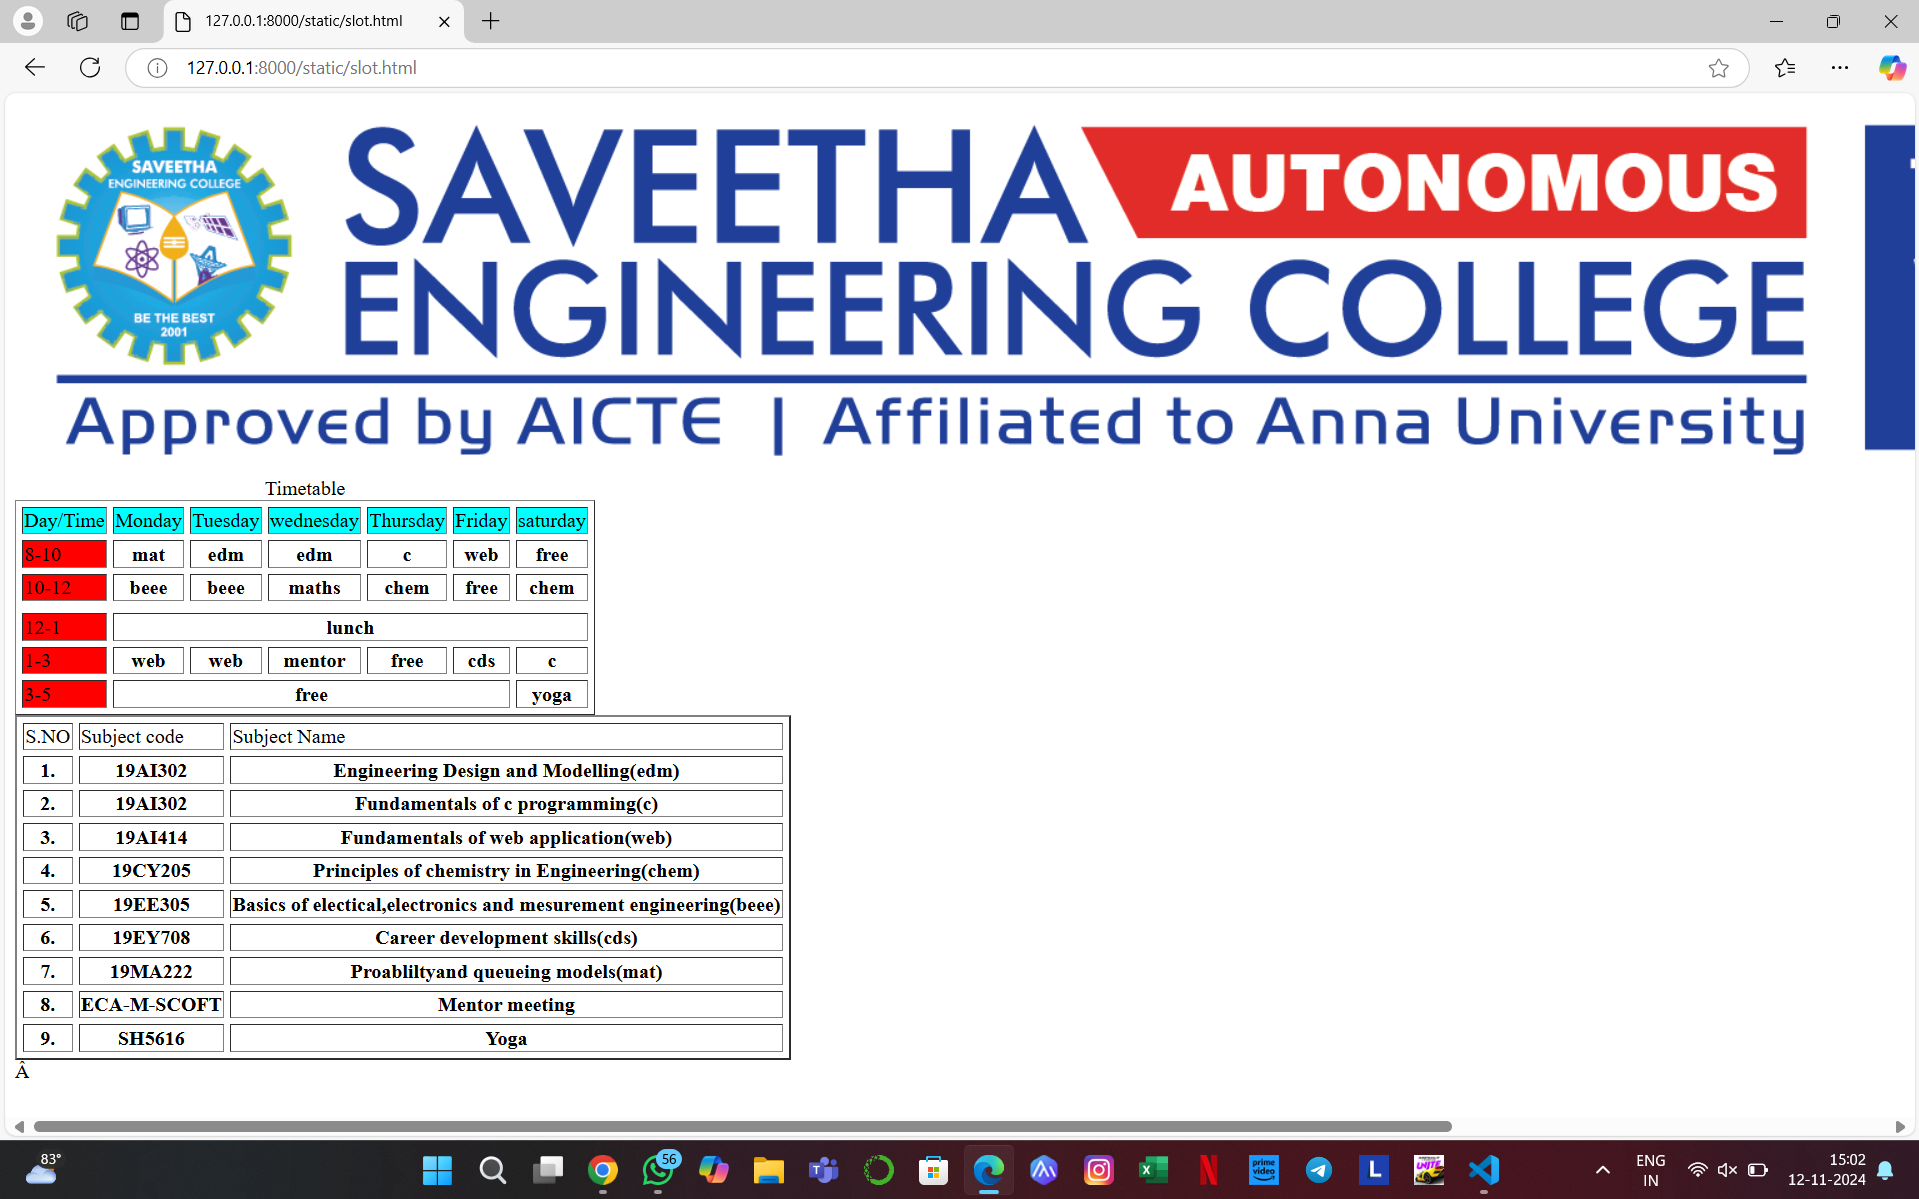 127.0.0.1:8000/static/slot.html
127.0.0.1:8000/static/slot.html
SAVEETHA
ENGINEERING COLLEGE
BE THE BEST
2001
SAVEETHA AUTONOMOUS
ENGINEERING COLLEGE
Approved by AICTE | Affiliated to Anna University
Timetable
Day/Time Monday Tuesday wednesday Thursday Friday saturday
8-10 mat edm edm c web free
10-12 beee beee maths chem free chem
12-1 lunch
1-3 web web mentor free cds c
3-5 free yoga
S.NO Subject code Subject Name
1. 19AI302 Engineering Design and Modelling(edm)
2. 19AI302 Fundamentals of c programming(c)
3. 19AI414 Fundamentals of web application(web)
4. 19CY205 Principles of chemistry in Engineering(chem)
5. 19EE305 Basics of electical,electronics and mesurement engineering(beee)
6. 19EY708 Career development skills(cds)
7. 19MA222 Proabliltyand queueing models(mat)
8. ECA-M-SCOFT Mentor meeting
9. SH5616 Yoga
Â
83°
56
prime video
L
UNITE
ENG
IN
15:02
12-11-2024